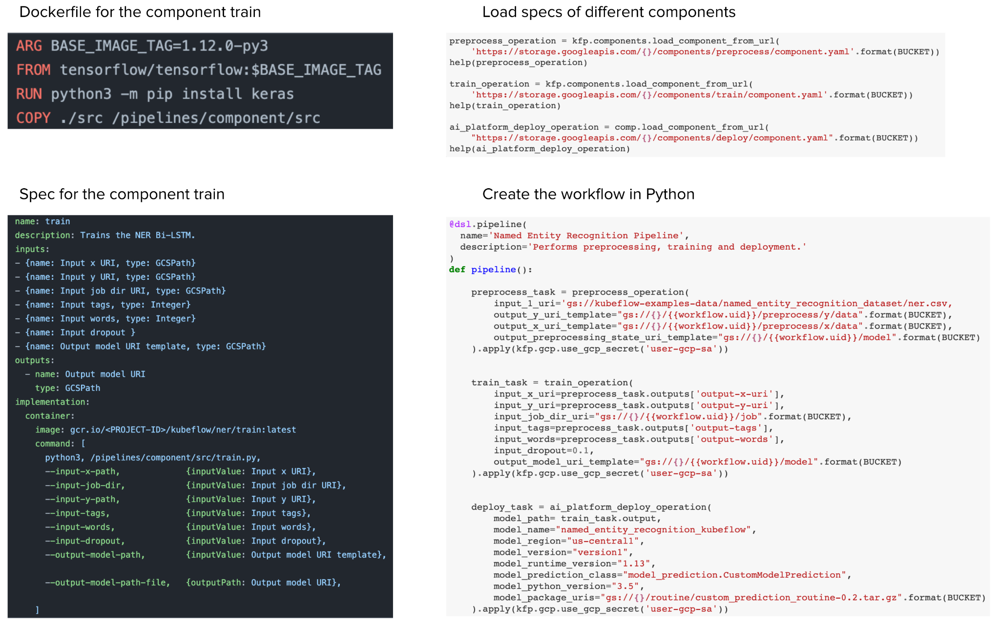 Dockerfile for the component train
ARG BASE_IMAGE_TAG=1.12.0-py3
FROM tensorflow/tensorflow:$BASE_IMAGE_TAG
RUN python3 -m pip install keras
COPY ./src /pipelines/component/src
Spec for the component train
name: train
description: Trains the NER Bi-LSTM.
inputs:
- {name: Input x URI, type: GCSPath}
- {name: Input y URI, type: GCSPath}
- {name: Input job dir URI, type: GCSPath}
- {name: Input tags, type: Integer}
- {name: Input words, type: Integer}
- {name: Input dropout }
- {name: Output model URI template, type: GCSPath}
outputs:
  - name: Output model URI
    type: GCSPath
implementation:
  container:
    image: gcr.io/<PROJECT-ID>/kubeflow/ner/train:latest
    command: [
      python3, /pipelines/component/src/train.py,
      --input-x-path,             {inputValue: Input x URI},
      --input-job-dir,            {inputValue: Input job dir URI},
      --input-y-path,             {inputValue: Input y URI},
      --input-tags,               {inputValue: Input tags},
      --input-words,              {inputValue: Input words},
      --input-dropout,            {inputValue: Input dropout},
      --output-model-path,        {inputValue: Output model URI template},
      --output-model-path-file,   {outputPath: Output model URI},
    ]
Load specs of different components
preprocess_operation = kfp.components.load_component_from_url(
    'https://storage.googleapis.com/{}/components/preprocess/component.yaml'.format(BUCKET))
help(preprocess_operation)
train_operation = kfp.components.load_component_from_url(
    'https://storage.googleapis.com/{}/components/train/component.yaml'.format(BUCKET))
help(train_operation)
ai_platform_deploy_operation = comp.load_component_from_url(
    "https://storage.googleapis.com/{}/components/deploy/component.yaml".format(BUCKET))
help(ai_platform_deploy_operation)
Create the workflow in Python
@dsl.pipeline(
  name='Named Entity Recognition Pipeline',
  description='Performs preprocessing, training and deployment.'
)
def pipeline():
    preprocess_task = preprocess_operation(
        input_1_uri='gs://kubeflow-examples-data/named_entity_recognition_dataset/ner.csv,
        output_y_uri_template="gs://{}/{{workflow.uid}}/preprocess/y/data".format(BUCKET),
        output_x_uri_template="gs://{}/{{workflow.uid}}/preprocess/x/data".format(BUCKET),
        output_preprocessing_state_uri_template="gs://{}/{{workflow.uid}}/model".format(BUCKET)
    ).apply(kfp.gcp.use_gcp_secret('user-gcp-sa'))
    train_task = train_operation(
        input_x_uri=preprocess_task.outputs['output-x-uri'],
        input_y_uri=preprocess_task.outputs['output-y-uri'],
        input_job_dir_uri="gs://{}/{{workflow.uid}}/job".format(BUCKET),
        input_tags=preprocess_task.outputs['output-tags'],
        input_words=preprocess_task.outputs['output-words'],
        input_dropout=0.1,
        output_model_uri_template="gs://{}/{{workflow.uid}}/model".format(BUCKET)
    ).apply(kfp.gcp.use_gcp_secret('user-gcp-sa'))
    deploy_task = ai_platform_deploy_operation(
        model_path= train_task.output,
        model_name="named_entity_recognition_kubeflow",
        model_region="us-central1",
        model_version="version1",
        model_runtime_version="1.13",
        model_prediction_class="model_prediction.CustomModelPrediction",
        model_python_version="3.5",
        model_package_uris="gs://{}/routine/custom_prediction_routine-0.2.tar.gz".format(BUCKET)
    ).apply(kfp.gcp.use_gcp_secret('user-gcp-sa'))